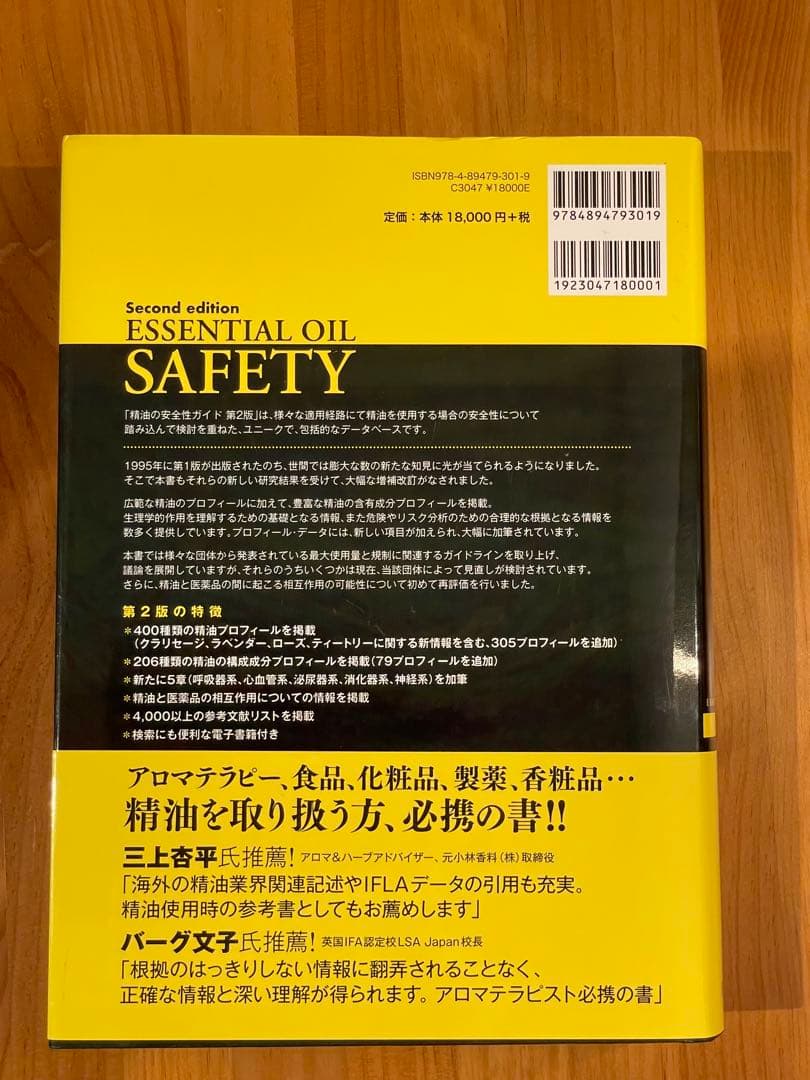 ISBN978-4-89479-301-9
C3047 ¥18000E
定価：本体 18,000 円＋税
9784894793019
1923047180001
Second edition
ESSENTIAL OIL
SAFETY
「精油の安全性ガイド 第2版」は、様々な適用経路にて精油を使用する場合の安全性について
踏み込んで検討を重ねた、ユニークで、包括的なデータベースです。
1995年に第1版が出版されたのち、世間では膨大な数の新たな知見に光が当てられるようになりました。
そこで本書もそれらの新しい研究結果を受けて、大幅な増補改訂がなされました。
広範な精油のプロフィールに加えて、豊富な精油の含有成分プロフィールを掲載。
生理学的作用を理解するための基礎となる情報、また危険やリスク分析のための合理的な根拠となる情報を
数多く提供しています。プロフィール・データには、新しい項目が加えられ、大幅に加筆されています。
本書では様々な団体から発表されている最大使用量と規制に関連するガイドラインを取り上げ、
議論を展開していますが、それらのうちいくつかは現在、当該団体によって見直しが検討されています。
さらに、精油と医薬品の間に起こる相互作用の可能性について初めて再評価を行いました。
第2版の特徴
＊400種類の精油プロフィールを掲載
（クラリセージ、ラベンダー、ローズ、ティートリーに関する新情報を含む、305プロフィールを追加）
＊206種類の精油の構成成分プロフィールを掲載（79プロフィールを追加）
＊新たに5章（呼吸器系、心血管系、泌尿器系、消化器系、神経系）を加筆
＊精油と医薬品の相互作用についての情報を掲載
＊4,000以上の参考文献リストを掲載
＊検索にも便利な電子書籍付き
アロマテラピー、食品、化粧品、製薬、香粧品…
精油を取り扱う方、必携の書!!
三上杏平氏推薦！ アロマ&ハーブアドバイザー、元小林香料（株）取締役
「海外の精油業界関連記述やIFLAデータの引用も充実。
精油使用時の参考書としてもお薦めします」
バーグ文子氏推薦！ 英国IFA認定校LSA Japan校長
「根拠のはっきりしない情報に翻弄されることなく、
正確な情報と深い理解が得られます。アロマテラピスト必携の書」